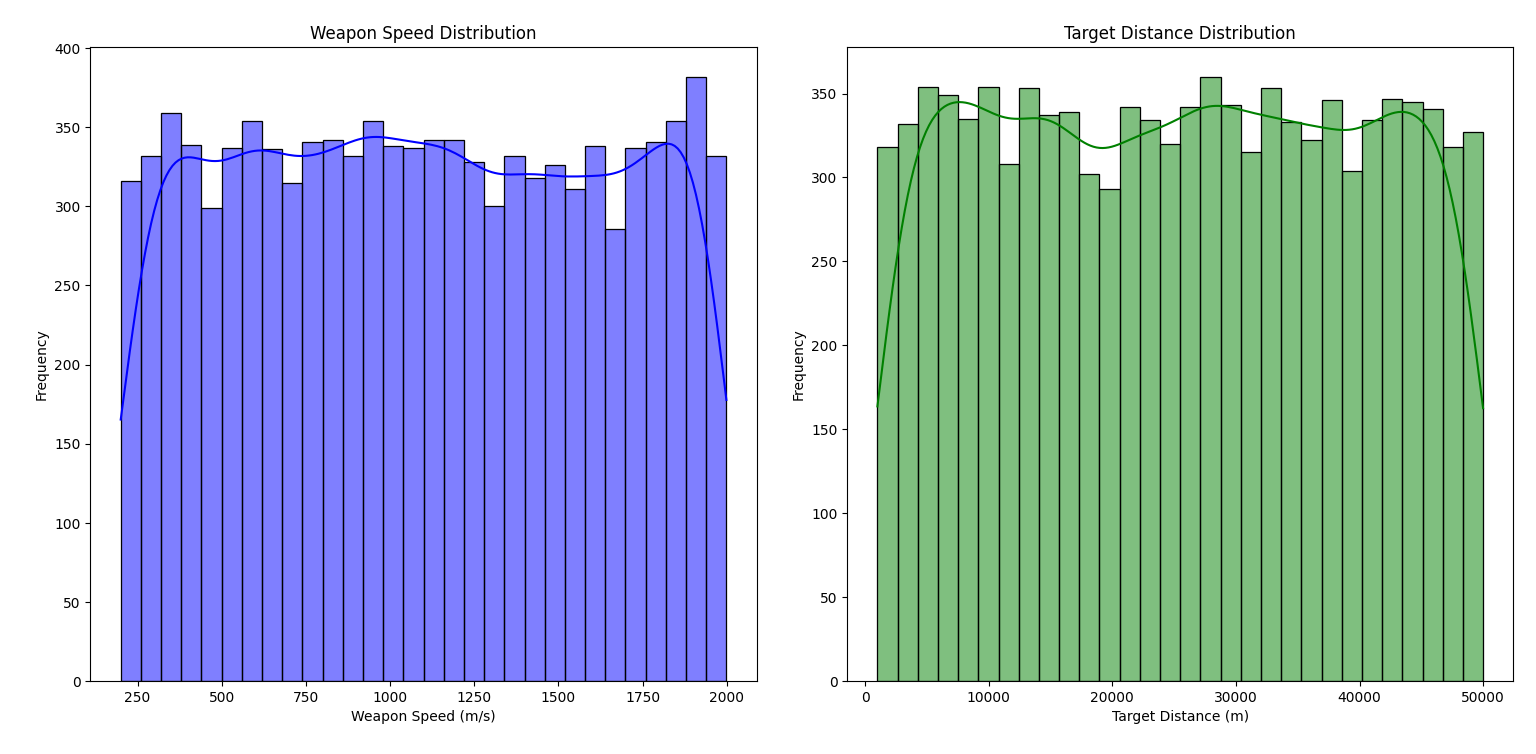 Weapon Speed Distribution
400
350
300
250
200
150
100
50
0
Frequency
250 500 750 1000 1250 1500 1750 2000
Weapon Speed (m/s)
Target Distance Distribution
350
300
250
200
150
100
50
0
Frequency
0 10000 20000 30000 40000 50000
Target Distance (m)